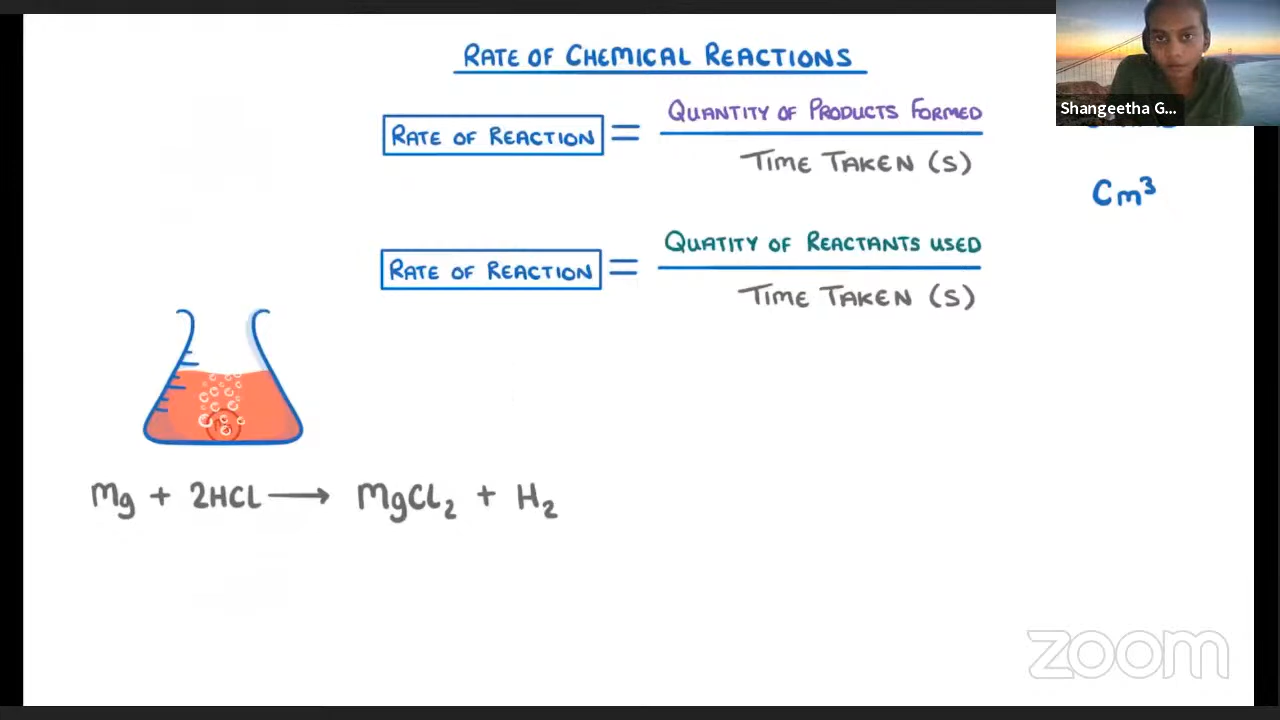 RATE OF CHEMICAL REACTIONS
RATE OF REACTION = QUANTITY OF PRODUCTS FORMED
TIME TAKEN (S)
Shangeetha G...
Cm³
RATE OF REACTION = QUATITY OF REACTANTS USED
TIME TAKEN (S)
Mg + 2HCL → MgCL₂ + H₂
zoom